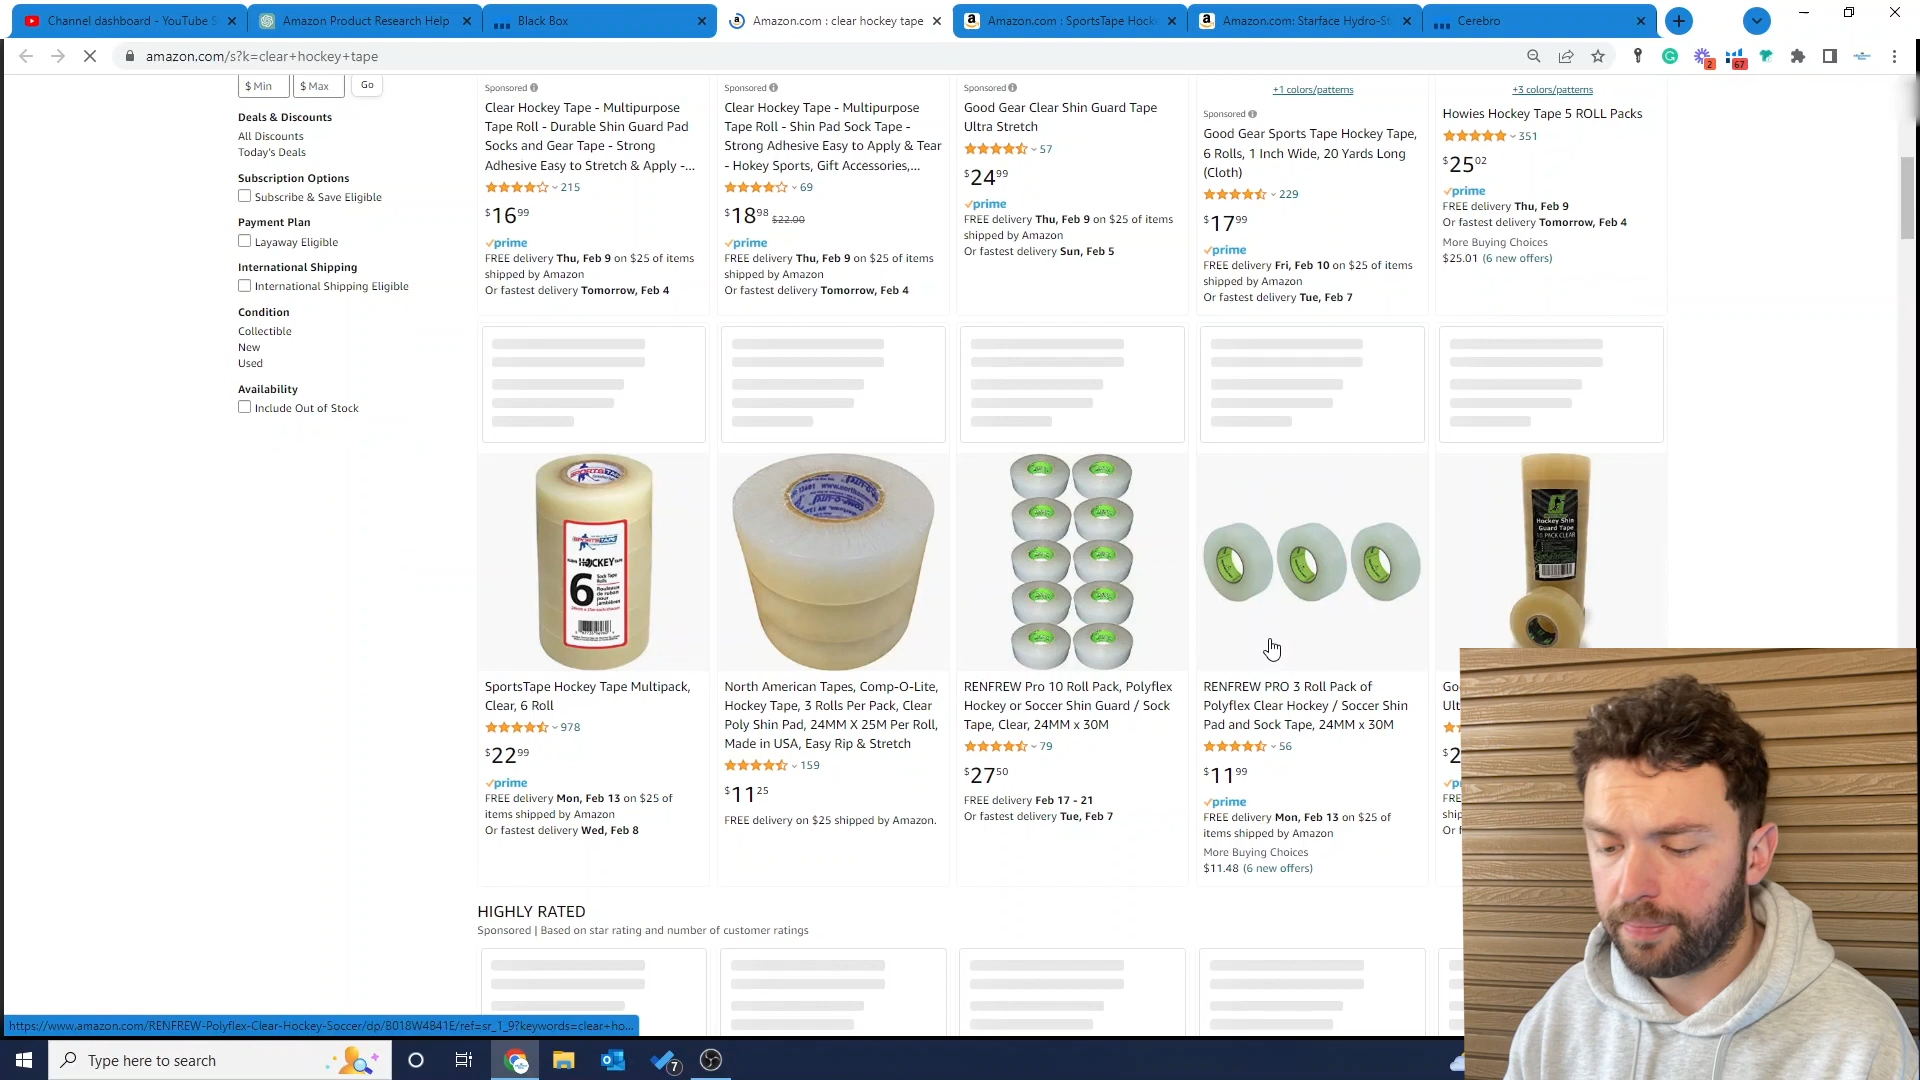 Channel dashboard - YouTube S
Amazon Product Research Help
Black Box
Amazon.com : clear hockey tape
Amazon.com : SportsTape Hock
Amazon.com: Starface Hydro-St
Cerebro
amazon.com/s?k=clear+hockey+tape
2
67
$ Min
$ Max
Go
Deals & Discounts
All Discounts
Today's Deals
Subscription Options
Subscribe & Save Eligible
Payment Plan
Layaway Eligible
International Shipping
International Shipping Eligible
Condition
Collectible
New
Used
Availability
Include Out of Stock
Sponsored
Clear Hockey Tape - Multipurpose
Tape Roll - Durable Shin Guard Pad
Socks and Gear Tape - Strong
Adhesive Easy to Stretch & Apply -...
215
$16 99
prime
FREE delivery Thu, Feb 9 on $25 of items
shipped by Amazon
Or fastest delivery Tomorrow, Feb 4
Sponsored
Clear Hockey Tape - Multipurpose
Tape Roll - Shin Pad Sock Tape -
Strong Adhesive Easy to Apply & Tear
- Hokey Sports, Gift Accessories,...
69
$18 98 $22.00
prime
FREE delivery Thu, Feb 9 on $25 of items
shipped by Amazon
Or fastest delivery Tomorrow, Feb 4
Sponsored
Good Gear Clear Shin Guard Tape
Ultra Stretch
57
$24 99
prime
FREE delivery Thu, Feb 9 on $25 of items
shipped by Amazon
Or fastest delivery Sun, Feb 5
+1 colors/patterns
Sponsored
Good Gear Sports Tape Hockey Tape,
6 Rolls, 1 Inch Wide, 20 Yards Long
(Cloth)
229
$17 99
prime
FREE delivery Fri, Feb 10 on $25 of items
shipped by Amazon
Or fastest delivery Tue, Feb 7
+3 colors/patterns
Howies Hockey Tape 5 ROLL Packs
351
$25 02
prime
FREE delivery Thu, Feb 9
Or fastest delivery Tomorrow, Feb 4
More Buying Choices
$25.01 (6 new offers)
SPORTSTAPE
HOCKEY
6
Sock Tape
Rolls
Hockey Shin
Guard Tape
10 PACK CLEAR
SportsTape Hockey Tape Multipack,
Clear, 6 Roll
978
$22 99
prime
FREE delivery Mon, Feb 13 on $25 of
items shipped by Amazon
Or fastest delivery Wed, Feb 8
North American Tapes, Comp-O-Lite,
Hockey Tape, 3 Rolls Per Pack, Clear
Poly Shin Pad, 24MM X 25M Per Roll,
Made in USA, Easy Rip & Stretch
159
$11 25
FREE delivery on $25 shipped by Amazon.
RENFREW Pro 10 Roll Pack, Polyflex
Hockey or Soccer Shin Guard / Sock
Tape, Clear, 24MM x 30M
79
$27 50
FREE delivery Feb 17 - 21
Or fastest delivery Tue, Feb 7
RENFREW PRO 3 Roll Pack of
Polyflex Clear Hockey / Soccer Shin
Pad and Sock Tape, 24MM x 30M
56
$11 99
prime
FREE delivery Mon, Feb 13 on $25 of
items shipped by Amazon
More Buying Choices
$11.48 (6 new offers)
Go
Ult
$2
FRE
ship
Or f
HIGHLY RATED
Sponsored | Based on star rating and number of customer ratings
https://www.amazon.com/RENFREW-Polyflex-Clear-Hockey-Soccer/dp/B018W4B41E/ref=sr_1_9?keywords=clear+ho...
Type here to search
7